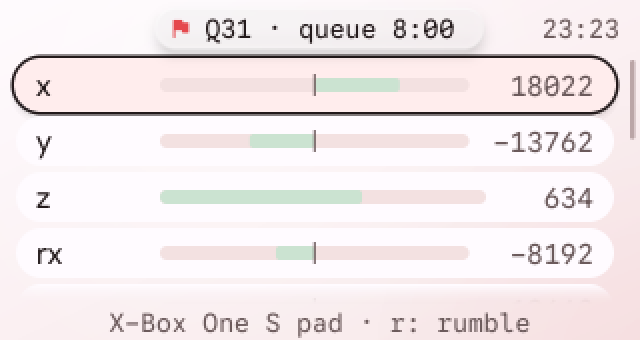 Q31 · queue 8:00 23:23
x 18022
y -13762
z 634
rx -8192
X-Box One S pad · r: rumble